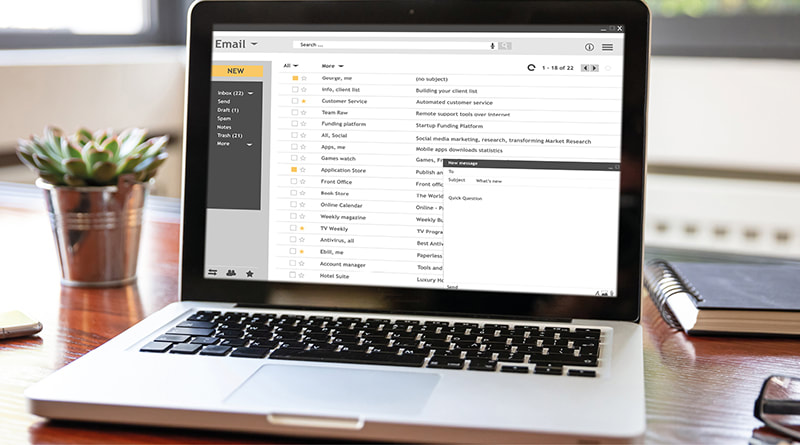 Email
Search ...
NEW
Inbox (22)
Send
Draft (1)
Spam
Notes
Trash (21)
More
All More 1 - 18 of 22
George, me (no subject)
Info, client list Building your client list
Customer Service Automated customer service
Team Raw Remote support tools over internet
Funding platform Startup Funding Platform
All, Social Social media marketing, research, transforming Market Research
Apps, me Mobile apps downloads statistics
Games watch Games, F
Application Store Publish an
Front Office Front offic
Book Store The World
Online Calendar Online - P
Weekly magazine Weekly Bu
TV Weekly TV Progra
Antivirus, all Best Antiv
Ebill, me Paperless
Account manager Tools and
Hotel Suite Luxury Ho
New message
To
Subject What's new
Quick Question
Send